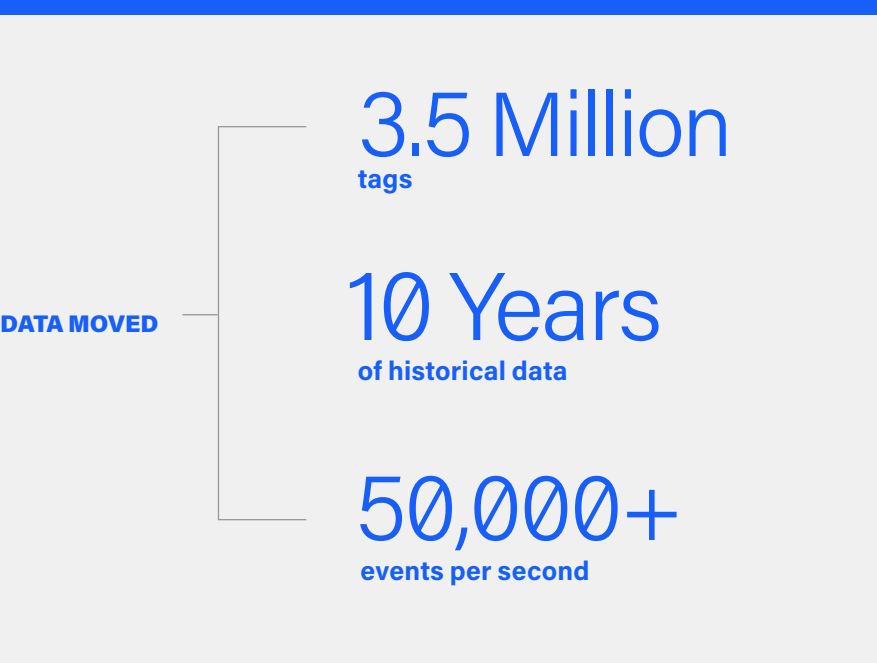 3.5 Million
tags
DATA MOVED
10 Years
of historical data
50,000+
events per second